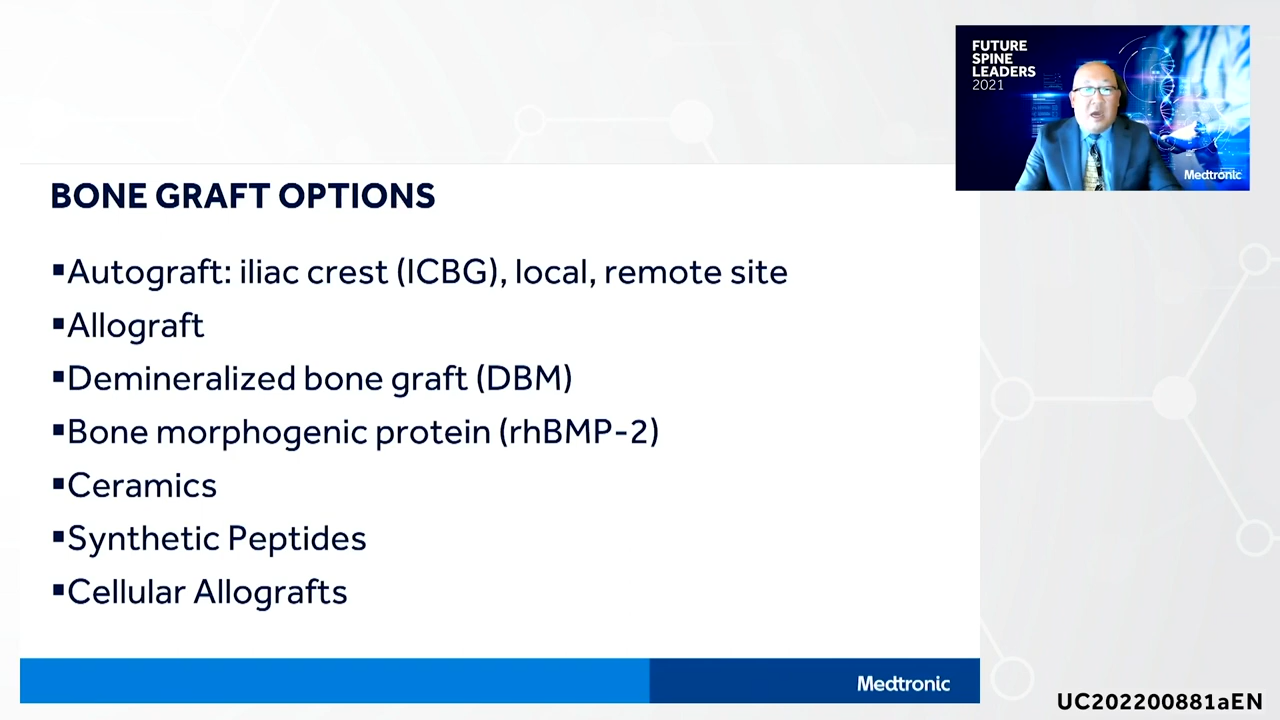 FUTURE
SPINE
LEADERS
2021
Medtronic
BONE GRAFT OPTIONS
▪Autograft: iliac crest (ICBG), local, remote site
▪Allograft
▪Demineralized bone graft (DBM)
▪Bone morphogenic protein (rhBMP-2)
▪Ceramics
▪Synthetic Peptides
▪Cellular Allografts
Medtronic
UC202200881aEN